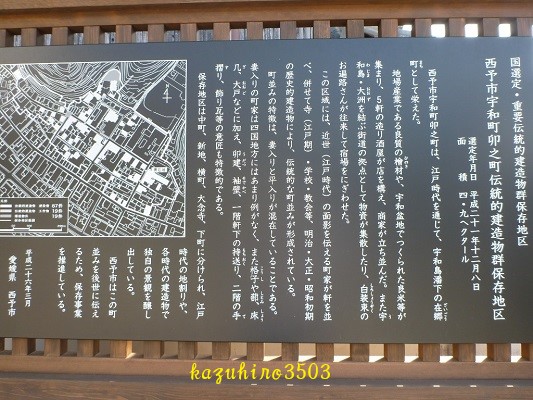 国選定・重要伝統的建造物群保存地区
西予市宇和町卯之町伝統的建造物群保存地区
選定年月日 平成二十一年十二月八日
面積 四・九ヘクタール
西予市宇和町卯之町は、江戸時代を通じて、宇和島藩下の在郷
町として栄えた。
地場産業である良質の檜材や、宇和盆地でつくられた良米等が
集まり、5軒の造り酒屋が店を構え、商家が立ち並んだ。また宇
和島・大洲を結ぶ街道の拠点として物資が集散したり、白装束の
お遍路さんが往来して宿場をにぎわせた。
この区域には、近世(江戸時代)の面影を伝える町家が軒を並
べ、併せて寺(江戸期)・学校・教会等、明治・大正・昭和初期
の歴史的建造物により、伝統的な町並みが形成されている。
町並みの特徴は、妻入りと平入りが混在していることである。
妻入りの町家は四国地方にはあまり例がなく、また格子や蔀、床
几、大戸などに加え、卯建、袖壁、一階軒下の持送り、二階の手
摺り、飾り瓦等の意匠も特徴的である。
保存地区は中町、新地、横町、大念寺、下町に分けられ、江戸
時代の地割りや、
各時代の建造物で
独自の景観を醸し
出している。
西予市はこの町
並みを後世に伝え
るため、保存事業
を推進している。
平成二十六年三月
愛媛県 西予市
kazuhiro3503